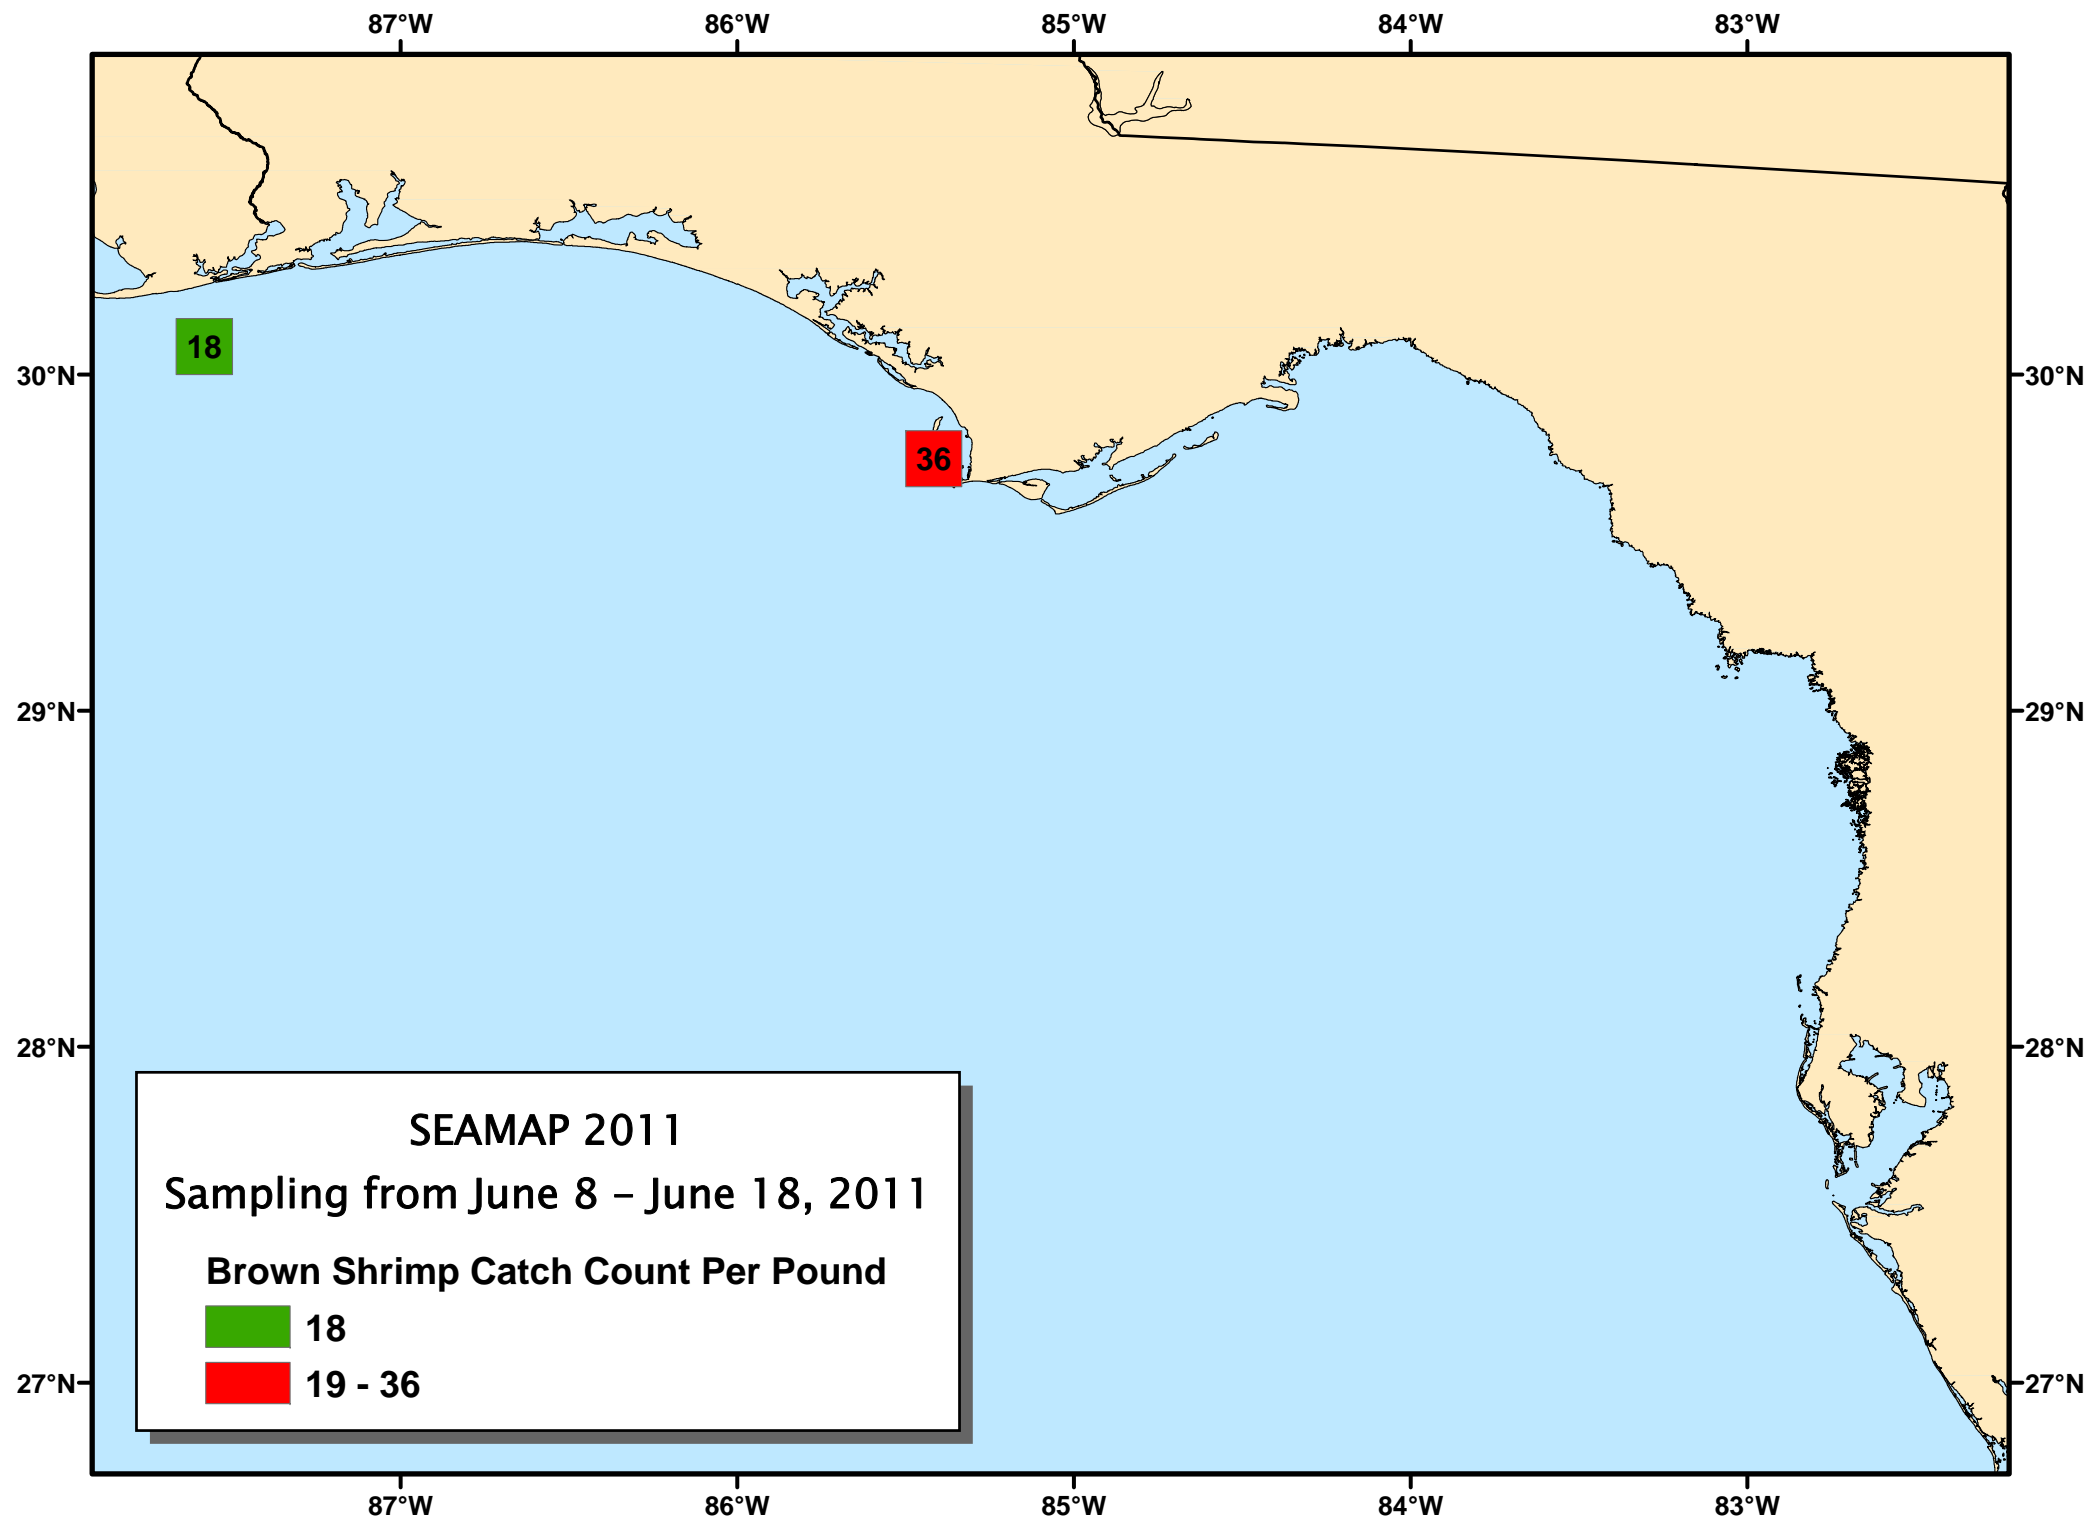 87°W 86°W 85°W 84°W 83°W
18
30°N 30°N
36
29°N 29°N
28°N 28°N
SEAMAP 2011
Sampling from June 8 - June 18, 2011
Brown Shrimp Catch Count Per Pound
18
19 - 36
27°N 27°N
87°W 86°W 85°W 84°W 83°W